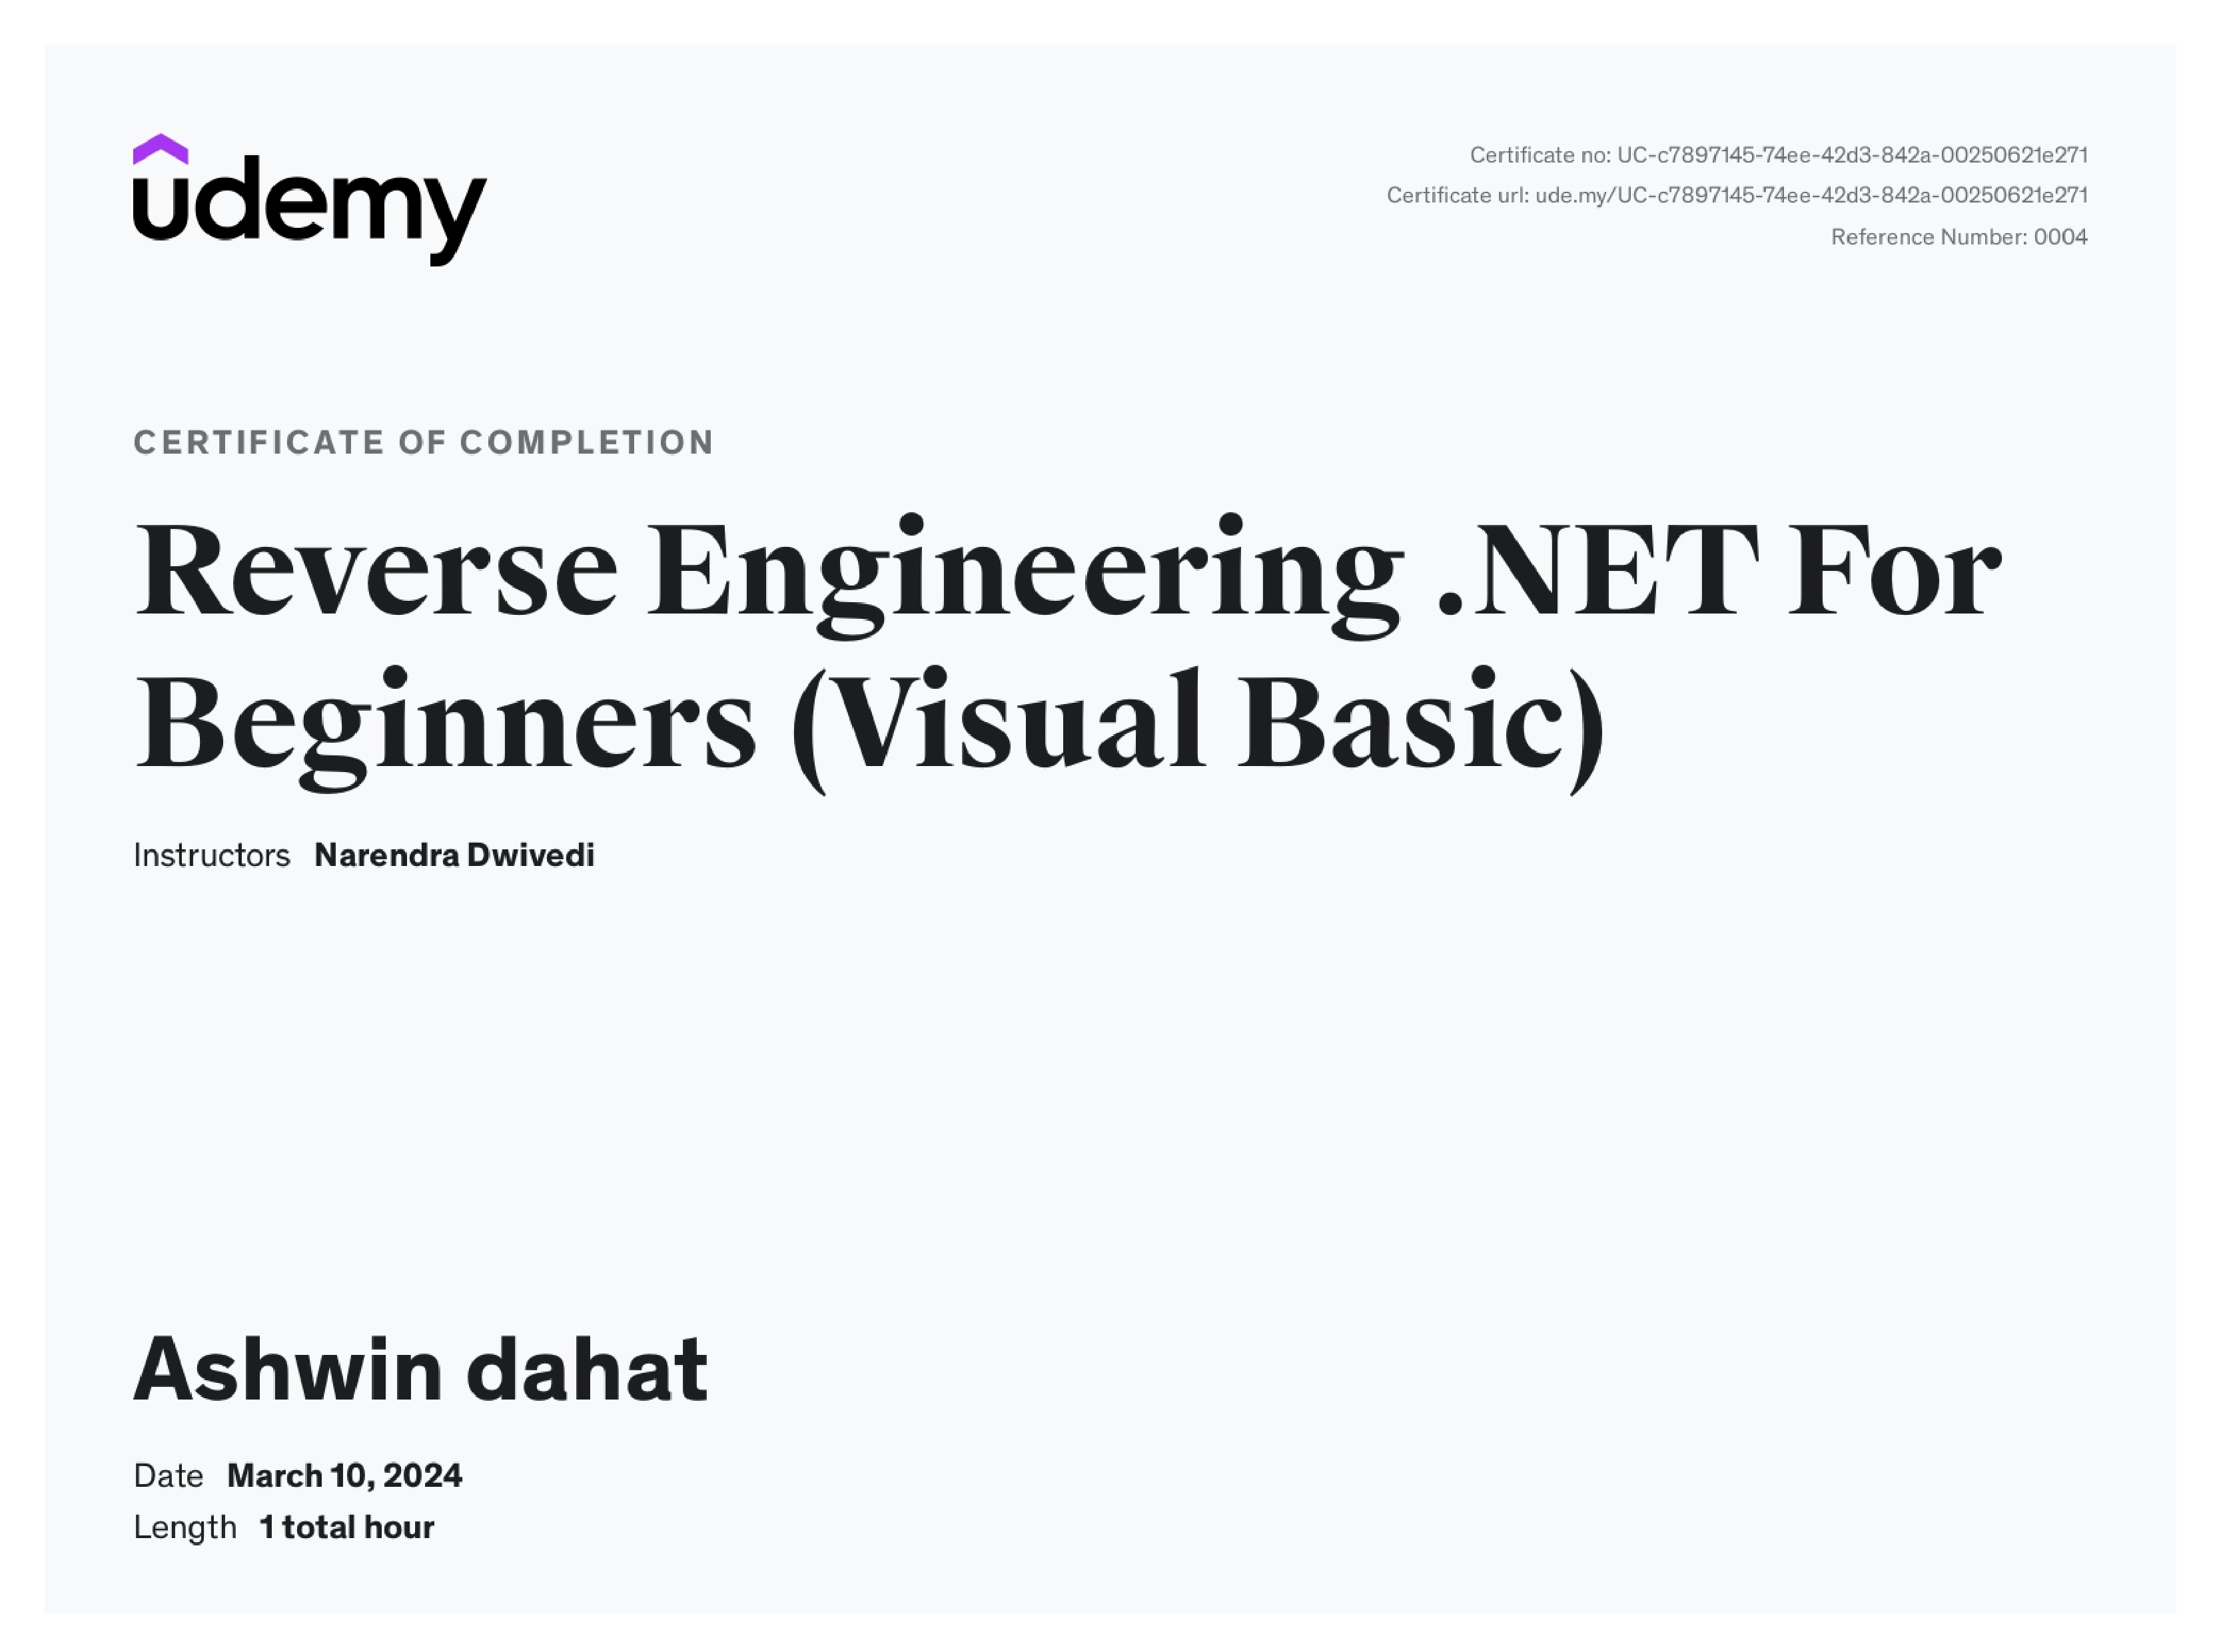 udemy
Certificate no: UC-c7897145-74ee-42d3-842a-00250621e271
Certificate url: ude.my/UC-c7897145-74ee-42d3-842a-00250621e271
Reference Number: 0004
CERTIFICATE OF COMPLETION
Reverse Engineering .NET For
Beginners (Visual Basic)
Instructors Narendra Dwivedi
Ashwin dahat
Date March 10, 2024
Length 1 total hour